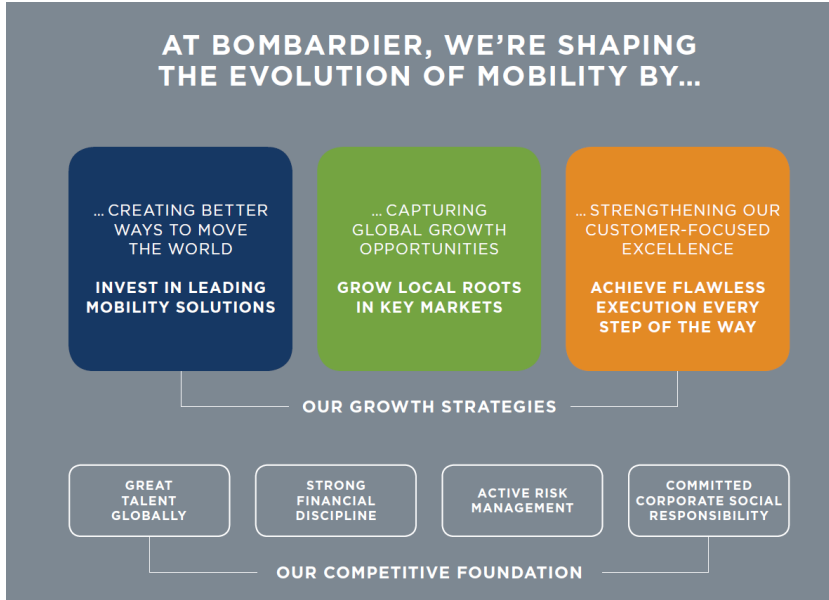 AT BOMBARDIER, WE’RE SHAPING
THE EVOLUTION OF MOBILITY BY...
... CREATING BETTER
WAYS TO MOVE
THE WORLD
INVEST IN LEADING
MOBILITY SOLUTIONS
... CAPTURING
GLOBAL GROWTH
OPPORTUNITIES
GROW LOCAL ROOTS
IN KEY MARKETS
... STRENGTHENING OUR
CUSTOMER-FOCUSED
EXCELLENCE
ACHIEVE FLAWLESS
EXECUTION EVERY
STEP OF THE WAY
OUR GROWTH STRATEGIES
GREAT
TALENT
GLOBALLY
STRONG
FINANCIAL
DISCIPLINE
ACTIVE RISK
MANAGEMENT
COMMITTED
CORPORATE SOCIAL
RESPONSIBILITY
OUR COMPETITIVE FOUNDATION